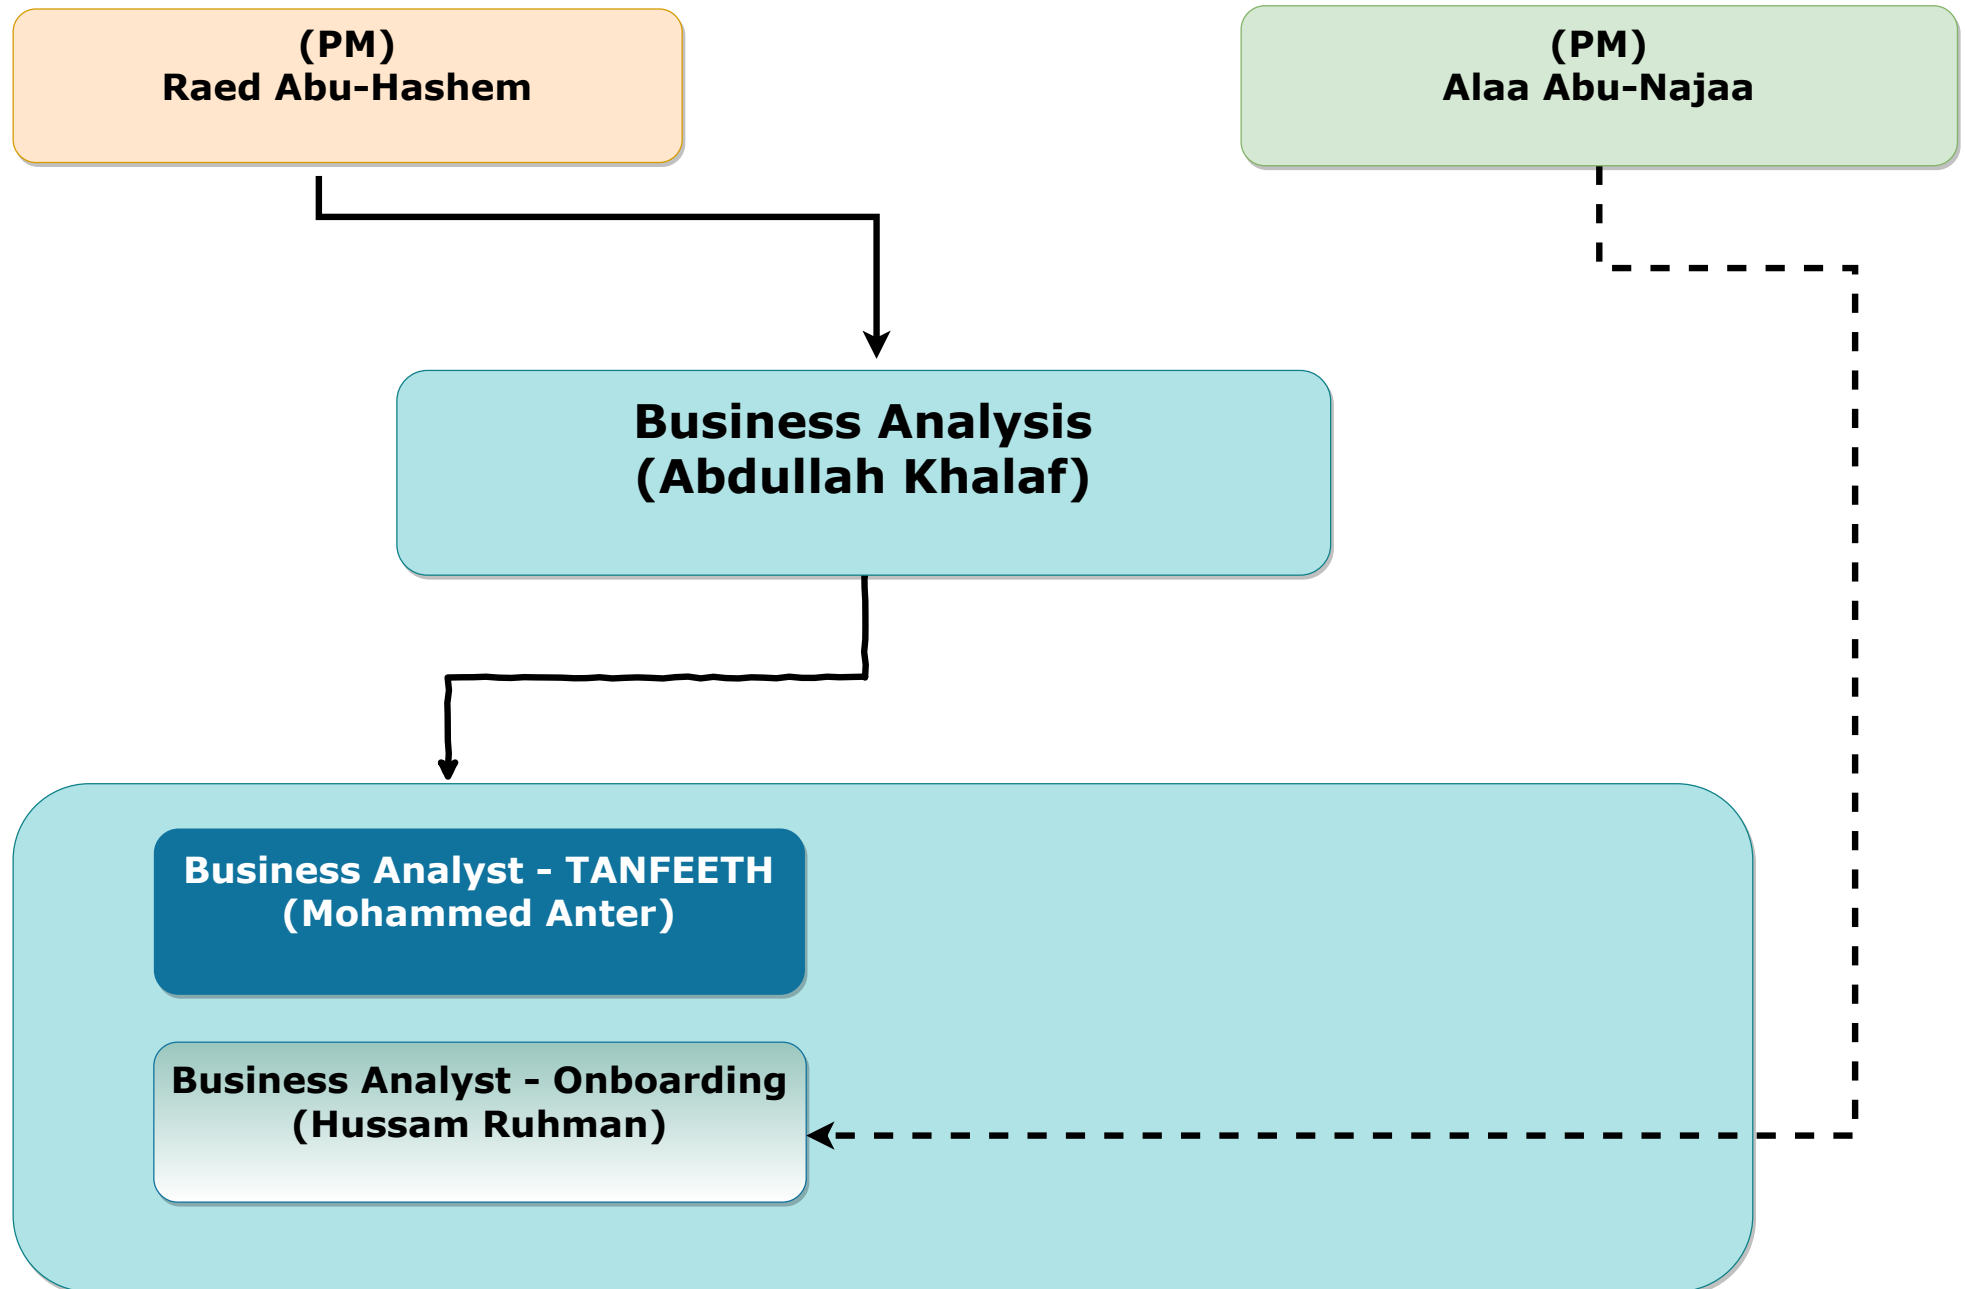 (PM)
Raed Abu-Hashem
(PM)
Alaa Abu-Najaa
Business Analysis
(Abdullah Khalaf)
Business Analyst - TANFEETH
(Mohammed Anter)
Business Analyst - Onboarding
(Hussam Ruhman)